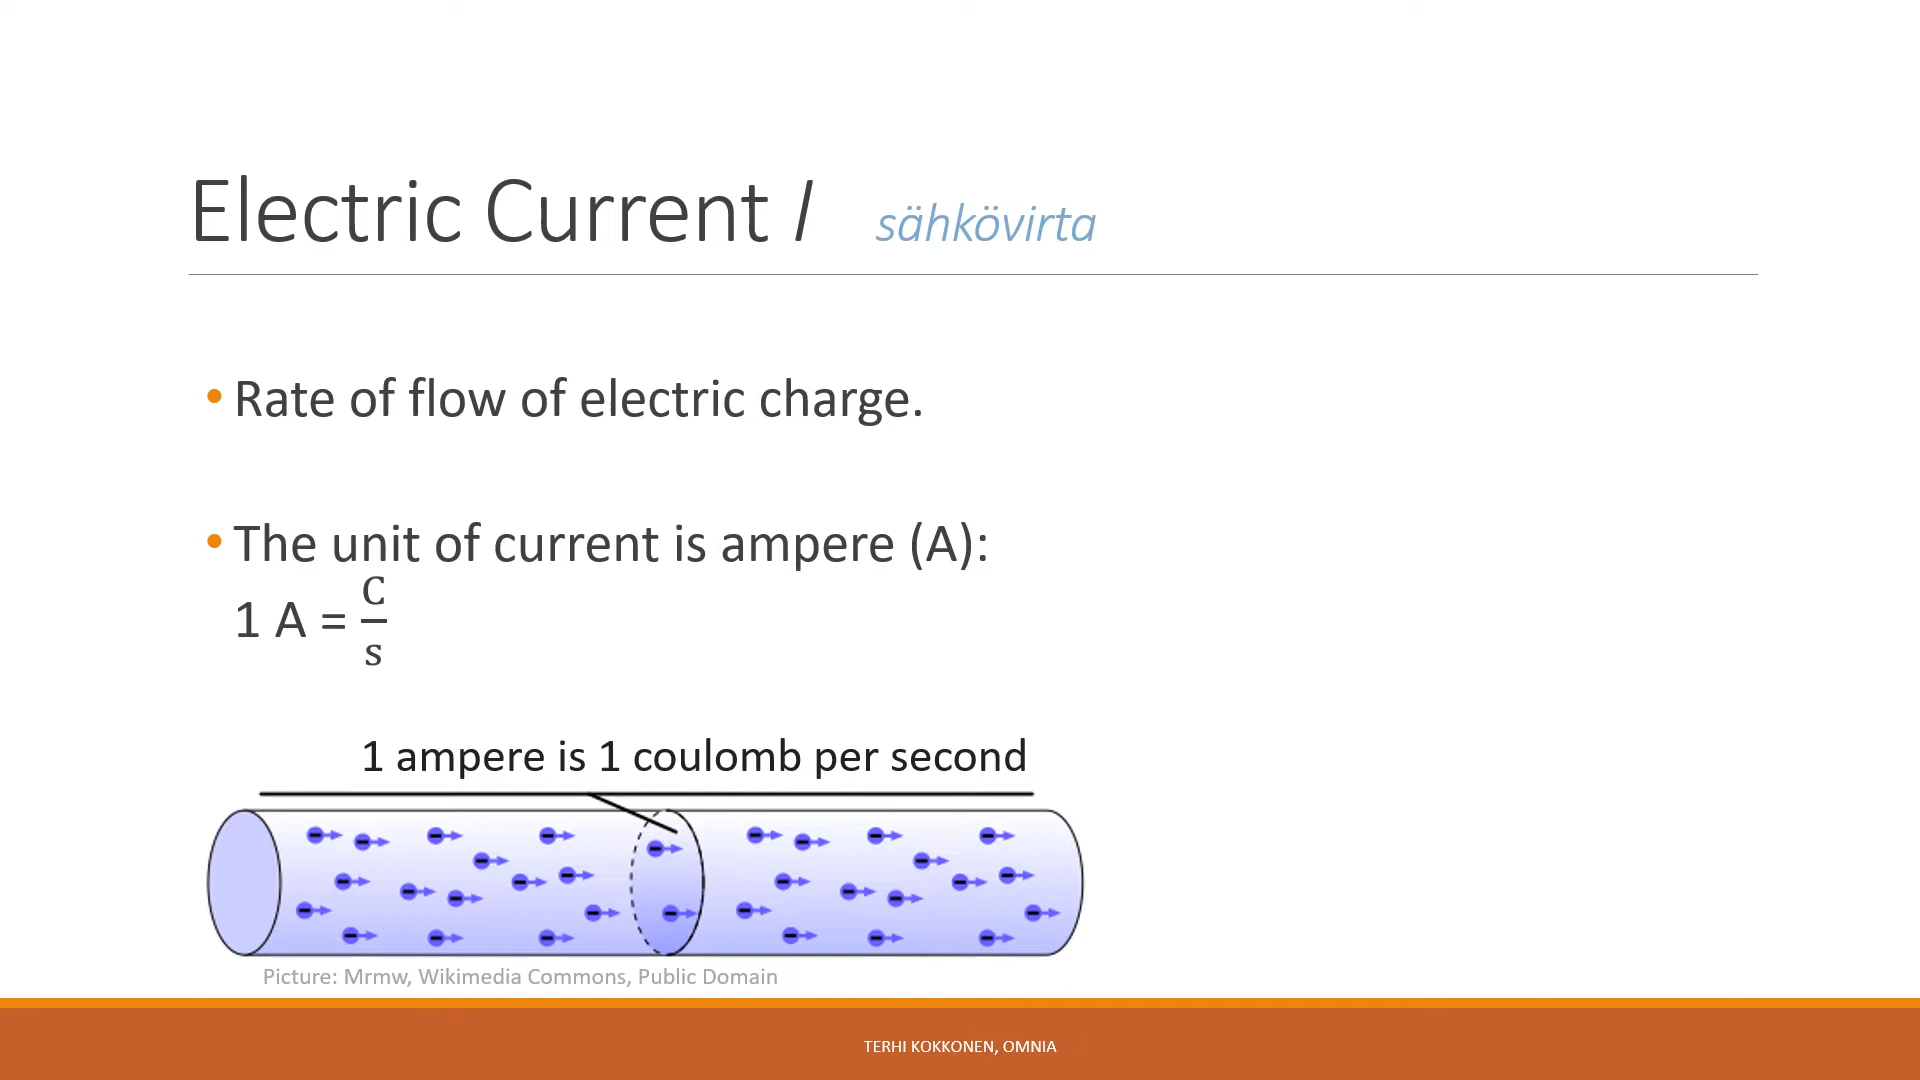 Electric Current I sähkövirta
• Rate of flow of electric charge.
• The unit of current is ampere (A):
1 A = C/s
1 ampere is 1 coulomb per second
Picture: Mrmw, Wikimedia Commons, Public Domain
TERHI KOKKONEN, OMNIA